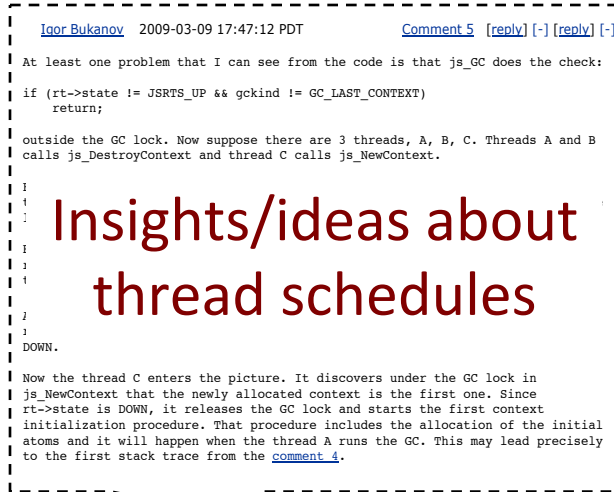 Igor Bukanov 2009-03-09 17:47:12 PDT Comment 5 [reply] [-] [reply] [-]
At least one problem that I can see from the code is that js_GC does the check:
if (rt->state != JSRTS_UP && gckind != GC_LAST_CONTEXT)
return;
outside the GC lock. Now suppose there are 3 threads, A, B, C. Threads A and B
calls js_DestroyContext and thread C calls js_NewContext.
Insights/ideas about
thread schedules
DOWN.
Now the thread C enters the picture. It discovers under the GC lock in
js_NewContext that the newly allocated context is the first one. Since
rt->state is DOWN, it releases the GC lock and starts the first context
initialization procedure. That procedure includes the allocation of the initial
atoms and it will happen when the thread A runs the GC. This may lead precisely
to the first stack trace from the comment 4.